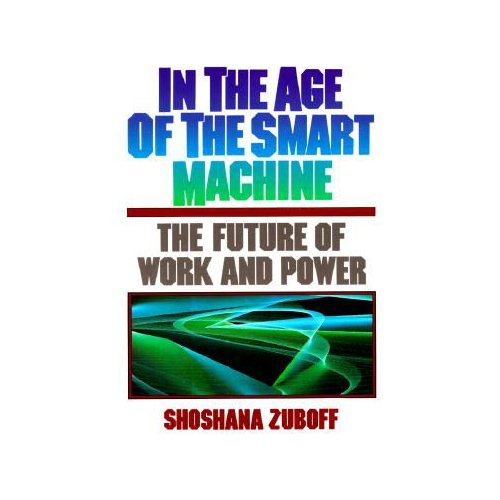 IN THE AGE
OF THE SMART
MACHINE
THE FUTURE OF
WORK AND POWER
SHOSHANA ZUBOFF